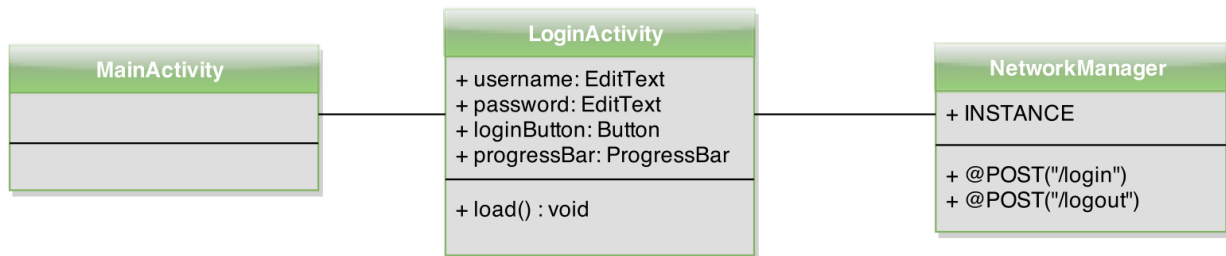 MainActivity
LoginActivity
+ username: EditText
+ password: EditText
+ loginButton: Button
+ progressBar: ProgressBar
+ load() : void
NetworkManager
+ INSTANCE
+ @POST("/login")
+ @POST("/logout")